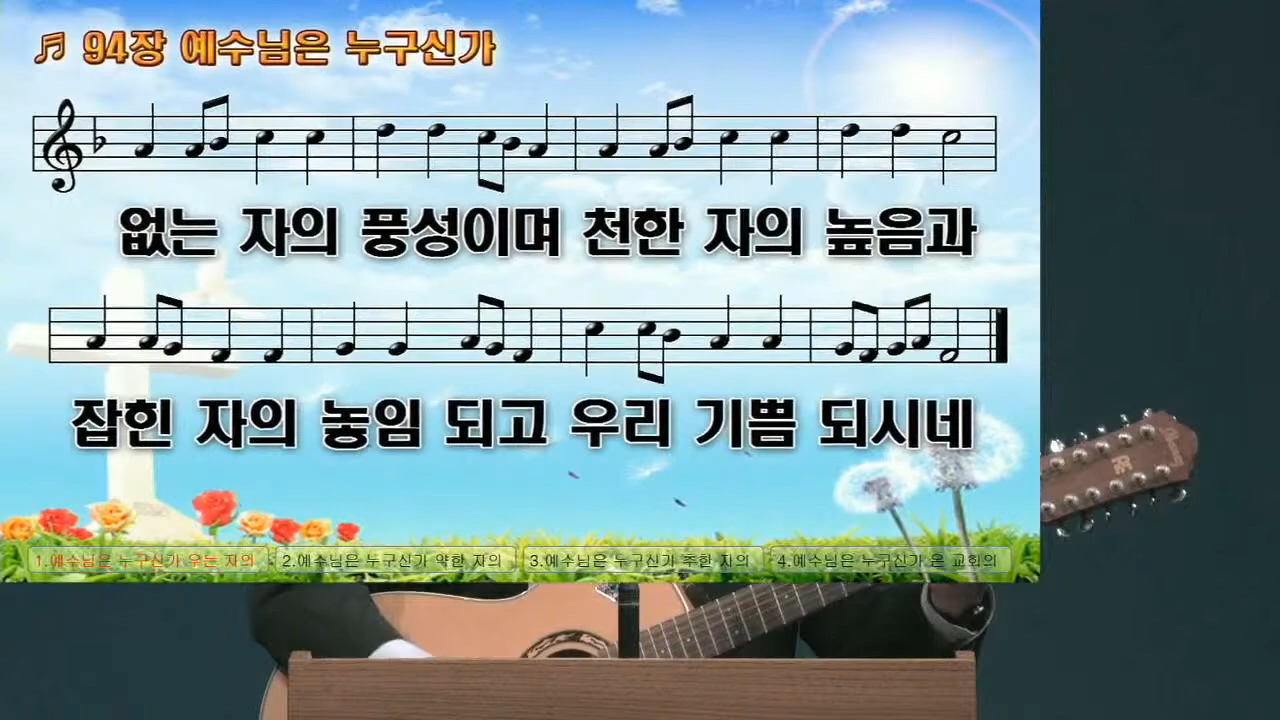 ♬ 94장 예수님은 누구신가
없는 자의 풍성이며 천한 자의 높음과
잡힌 자의 놓임 되고 우리 기쁨 되시네
1.예수님은 누구신가 우는 자의
2.예수님은 누구신가 약한 자의
3.예수님은 누구신가 추한 자의
4.예수님은 누구신가 온 교회의